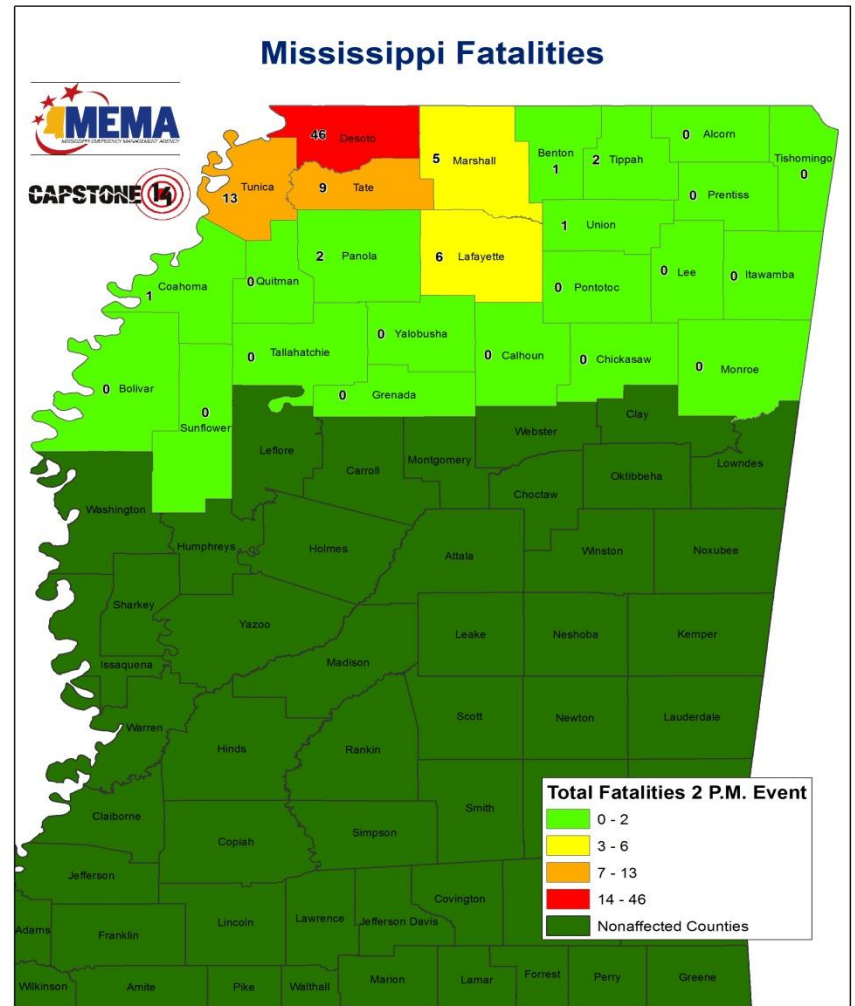 Mississippi Fatalities
MEMA
MISSISSIPPI EMERGENCY MANAGEMENT AGENCY
CAPSTONE 14
46 Desoto
5 Marshall
Benton 1
2 Tippah
0 Alcorn
Tishomingo 0
13 Tunica
9 Tate
0 Prentiss
2 Panola
6 Lafayette
1 Union
1 Coahoma
0 Quitman
0 Pontotoc
0 Lee
0 Itawamba
0 Bolivar
0 Sunflower
0 Tallahatchie
0 Yalobusha
0 Calhoun
0 Chickasaw
0 Monroe
0 Grenada
Leflore
Carroll
Montgomery
Webster
Clay
Lowndes
Washington
Choctaw
Oktibbeha
Humphreys
Holmes
Attala
Winston
Noxubee
Sharkey
Yazoo
Leake
Neshoba
Kemper
Issaquena
Madison
Warren
Hinds
Rankin
Scott
Newton
Lauderdale
Claiborne
Copiah
Simpson
Smith
Jefferson
Adams
Franklin
Lincoln
Lawrence
Jefferson Davis
Covington
Wilkinson
Amite
Pike
Walthall
Marion
Lamar
Forrest
Perry
Greene
Total Fatalities 2 P.M. Event
0 - 2
3 - 6
7 - 13
14 - 46
Nonaffected Counties